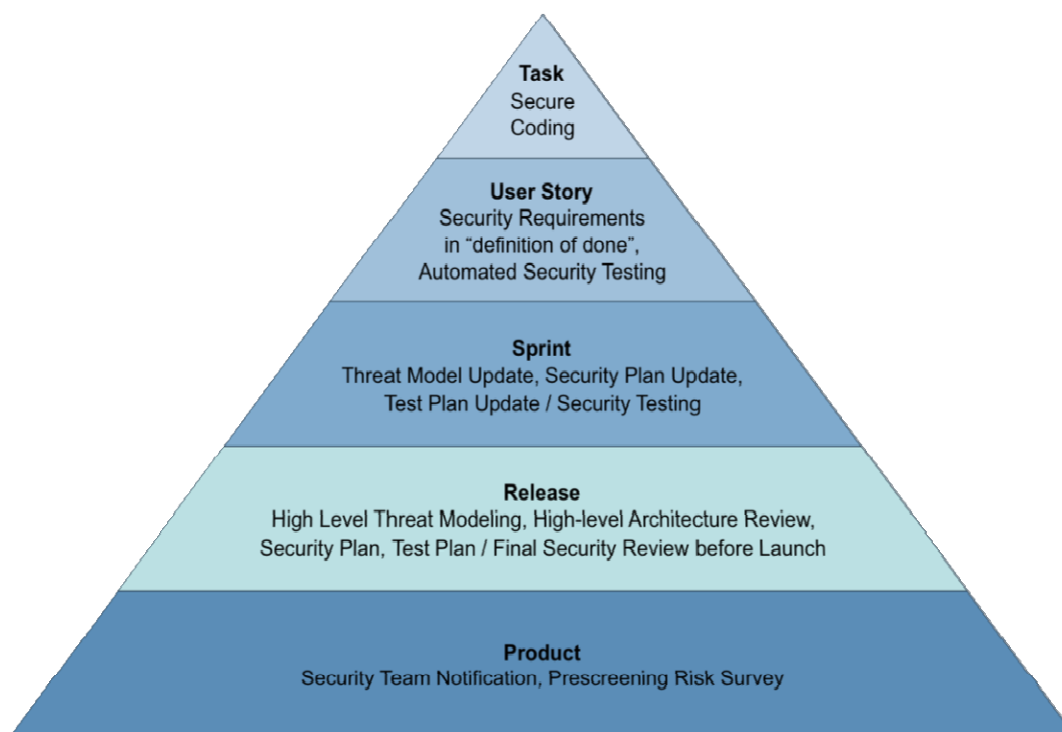 Task
Secure
Coding
User Story
Security Requirements
in “definition of done”,
Automated Security Testing
Sprint
Threat Model Update, Security Plan Update,
Test Plan Update / Security Testing
Release
High Level Threat Modeling, High-level Architecture Review,
Security Plan, Test Plan / Final Security Review before Launch
Product
Security Team Notification, Prescreening Risk Survey